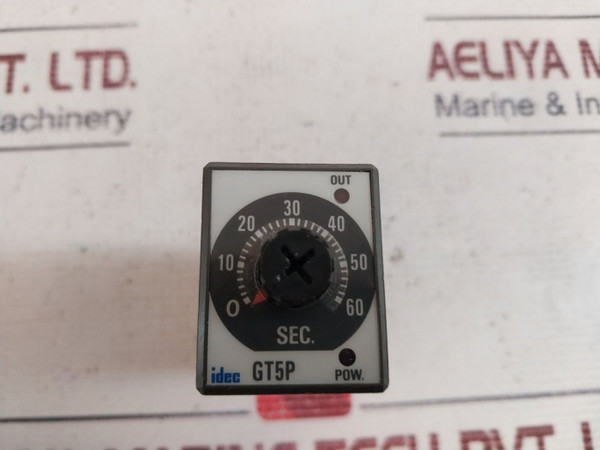 T. LTD.
achinery
AELIYA M
Marine & In
OUT
0 10 20 30 40 50 60
SEC.
idec GT5P
POW.